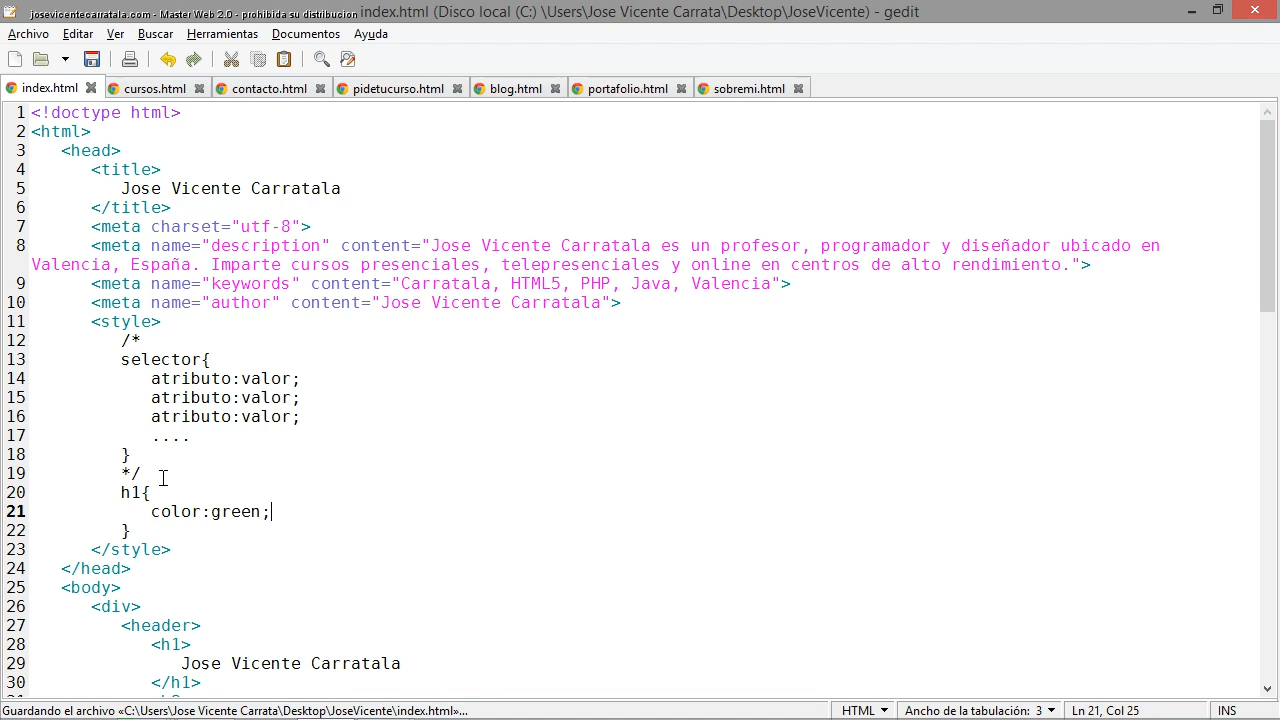 josevicentecarratala.com - Master Web 2.0 - prohibida su distribucion index.html (Disco local (C:) \Users\Jose Vicente Carrata\Desktop\JoseVicente) - gedit
Archivo Editar Ver Buscar Herramientas Documentos Ayuda
index.html cursos.html contacto.html pidetucurso.html blog.html portafolio.html sobremi.html
1 <!doctype html>
2 <html>
3 <head>
4 <title>
5 Jose Vicente Carratala
6 </title>
7 <meta charset="utf-8">
8 <meta name="description" content="Jose Vicente Carratala es un profesor, programador y diseñador ubicado en
Valencia, España. Imparte cursos presenciales, telepresenciales y online en centros de alto rendimiento.">
9 <meta name="keywords" content="Carratala, HTML5, PHP, Java, Valencia">
10 <meta name="author" content="Jose Vicente Carratala">
11 <style>
12 /*
13 selector{
14 atributo:valor;
15 atributo:valor;
16 atributo:valor;
17 ....
18 }
19 */
20 h1{
21 color:green;
22 }
23 </style>
24 </head>
25 <body>
26 <div>
27 <header>
28 <h1>
29 Jose Vicente Carratala
30 </h1>
Guardando el archivo «C:\Users\Jose Vicente Carrata\Desktop\JoseVicente\index.html»... HTML Ancho de la tabulación: 3 Ln 21, Col 25 INS